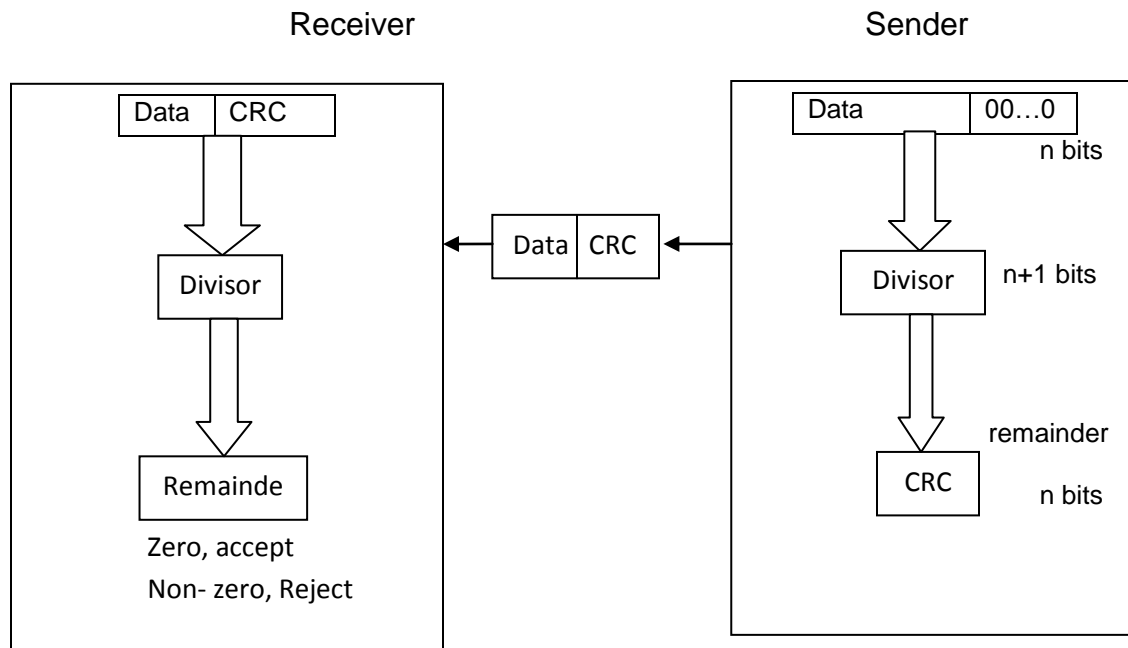 Receiver
Sender
Data CRC
Data 00...0
n bits
Data CRC
Divisor
Divisor
n+1 bits
remainder
Remainde
CRC
n bits
Zero, accept
Non- zero, Reject